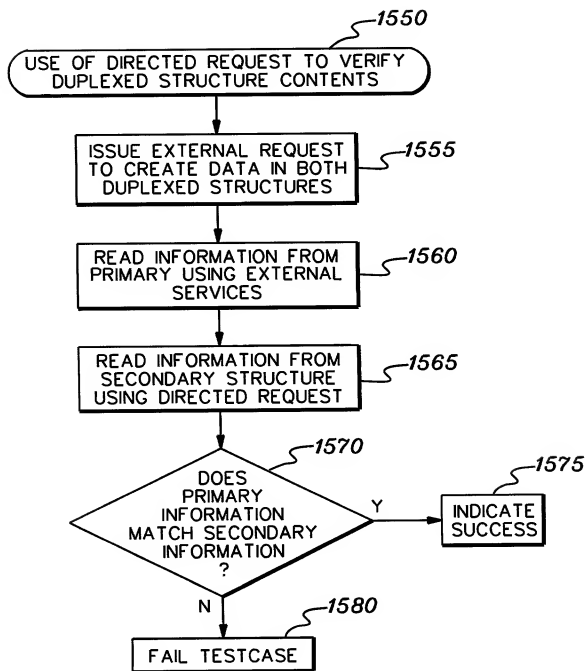 1550
USE OF DIRECTED REQUEST TO VERIFY
DUPLEXED STRUCTURE CONTENTS
1555
ISSUE EXTERNAL REQUEST
TO CREATE DATA IN BOTH
DUPLEXED STRUCTURES
1560
READ INFORMATION FROM
PRIMARY USING EXTERNAL
SERVICES
1565
READ INFORMATION FROM
SECONDARY STRUCTURE
USING DIRECTED REQUEST
1570
DOES
PRIMARY
INFORMATION
MATCH SECONDARY
INFORMATION
?
Y
1575
INDICATE
SUCCESS
N
1580
FAIL TESTCASE